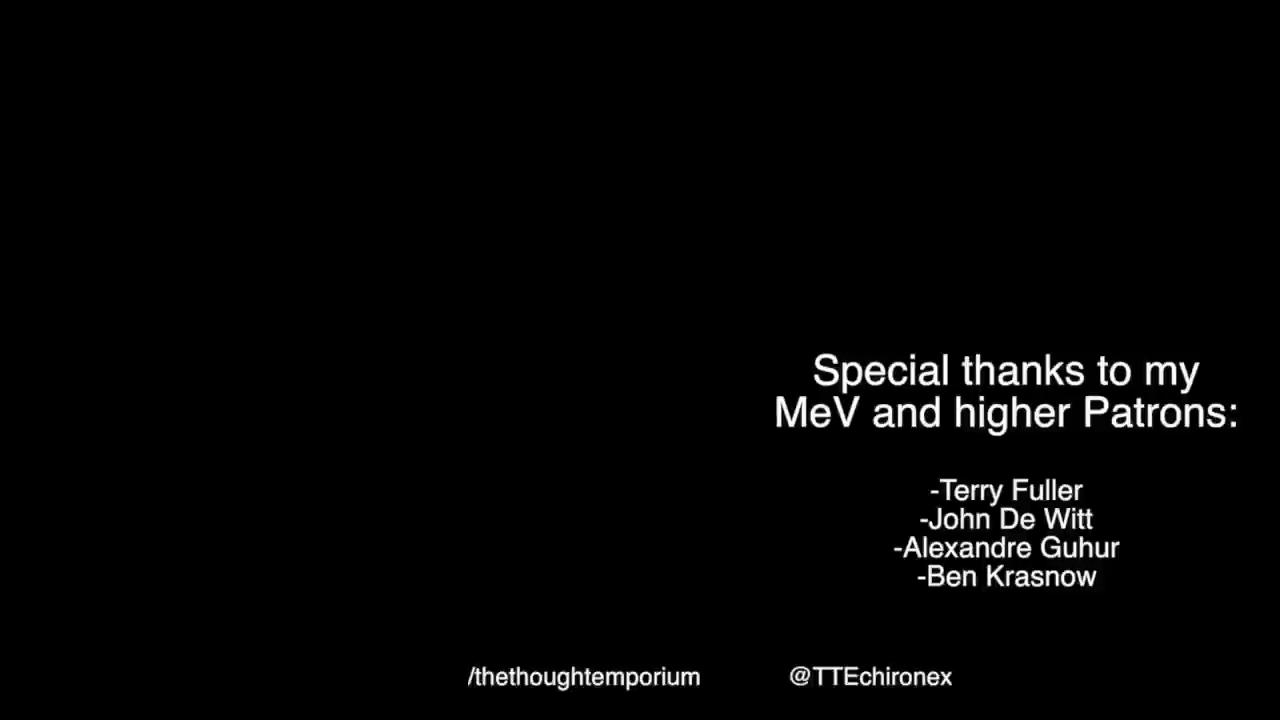 Special thanks to my
MeV and higher Patrons:
-Terry Fuller
-John De Witt
-Alexandre Guhur
-Ben Krasnow
/thethoughtemporium
@TTEchironex